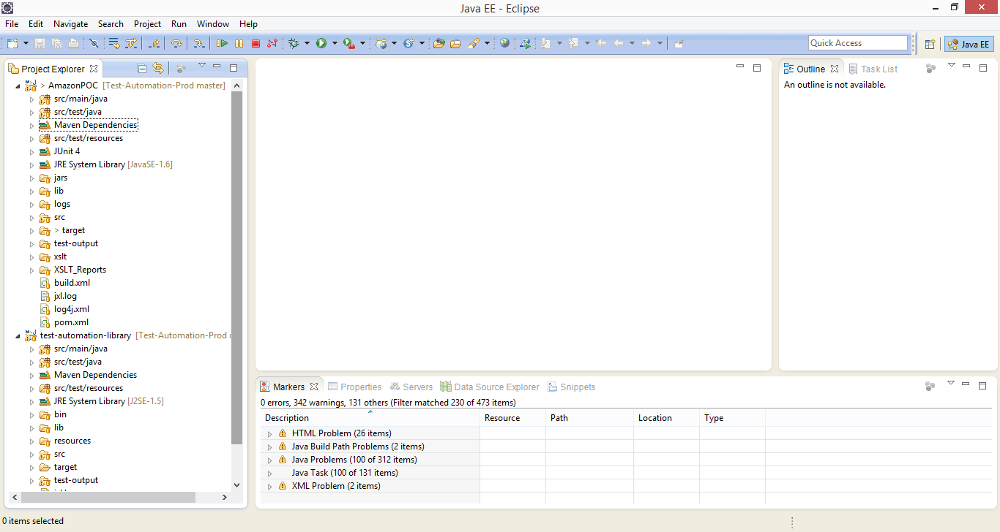 Java EE - Eclipse
File Edit Navigate Search Project Run Window Help
Quick Access
Java EE
Project Explorer
> AmazonPOC [Test-Automation-Prod master]
src/main/java
src/test/java
Maven Dependencies
src/test/resources
JUnit 4
JRE System Library [JavaSE-1.6]
jars
lib
logs
src
> target
test-output
xslt
XSLT_Reports
build.xml
jxl.log
log4j.xml
pom.xml
test-automation-library [Test-Automation-Prod
src/main/java
src/test/java
Maven Dependencies
src/test/resources
JRE System Library [J2SE-1.5]
bin
lib
resources
src
target
test-output
Outline Task List
An outline is not available.
Markers Properties Servers Data Source Explorer Snippets
0 errors, 342 warnings, 131 others (Filter matched 230 of 473 items)
Description Resource Path Location Type
HTML Problem (26 items)
Java Build Path Problems (2 items)
Java Problems (100 of 312 items)
Java Task (100 of 131 items)
XML Problem (2 items)
0 items selected